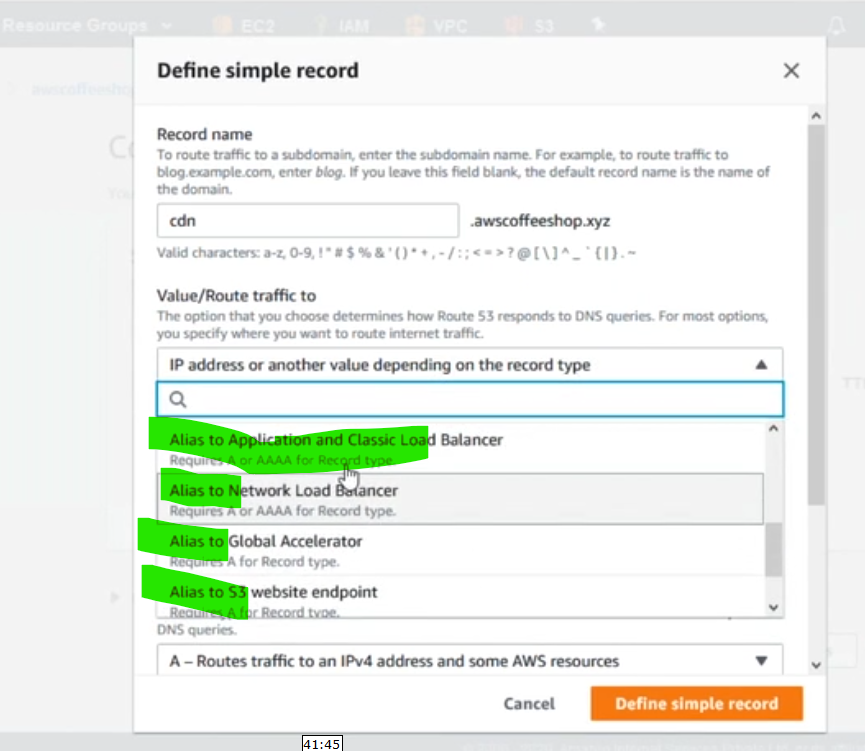 Resource Groups EC2 IAM VPC S3
awscoffeeshop
Define simple record
Record name
To route traffic to a subdomain, enter the subdomain name. For example, to route traffic to
blog.example.com, enter blog. If you leave this field blank, the default record name is the name of
the domain.
cdn .awscoffeeshop.xyz
Valid characters: a-z, 0-9, ! " # $ % & ' ( ) * + , - / : ; < = > ? @ [ \ ] ^ _ ` { | } . ~
Value/Route traffic to
The option that you choose determines how Route 53 responds to DNS queries. For most options,
you specify where you want to route internet traffic.
IP address or another value depending on the record type
Alias to Application and Classic Load Balancer
Requires A or AAAA for Record type.
Alias to Network Load Balancer
Requires A or AAAA for Record type.
Alias to Global Accelerator
Requires A for Record type.
Alias to S3 website endpoint
Requires A for Record type.
DNS queries.
A – Routes traffic to an IPv4 address and some AWS resources
Cancel
Define simple record
41:45